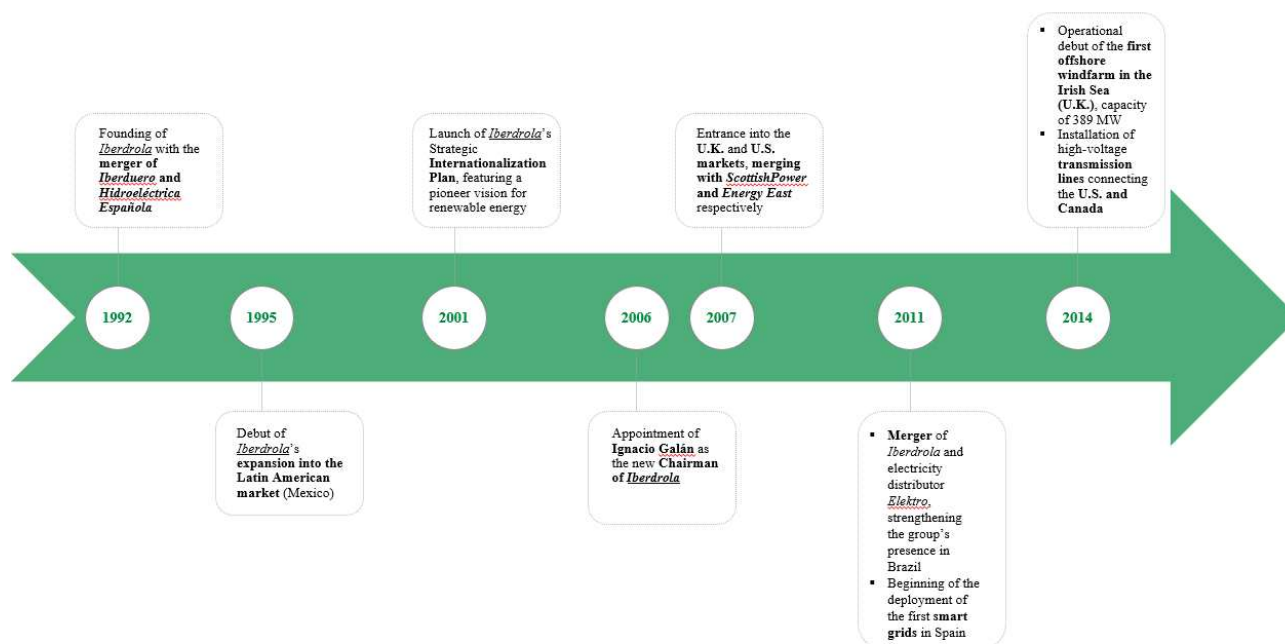 Founding of
Iberdrola with the
merger of
Iberduero and
Hidroeléctrica
Española
Launch of Iberdrola's
Strategic
Internationalization
Plan, featuring a
pioneer vision for
renewable energy
Entrance into the
U.K. and U.S.
markets, merging
with ScottishPower
and Energy East
respectively
▪ Operational
debut of the first
offshore
windfarm in the
Irish Sea
(U.K.), capacity
of 389 MW
▪ Installation of
high-voltage
transmission
lines connecting
the U.S. and
Canada
1992
1995
2001
2006
2007
2011
2014
Debut of
Iberdrola's
expansion into the
Latin American
market (Mexico)
Appointment of
Ignacio Galán as
the new Chairman
of Iberdrola
▪ Merger of
Iberdrola and
electricity
distributor
Elektro,
strengthening
the group's
presence in
Brazil
▪ Beginning of the
deployment of
the first smart
grids in Spain